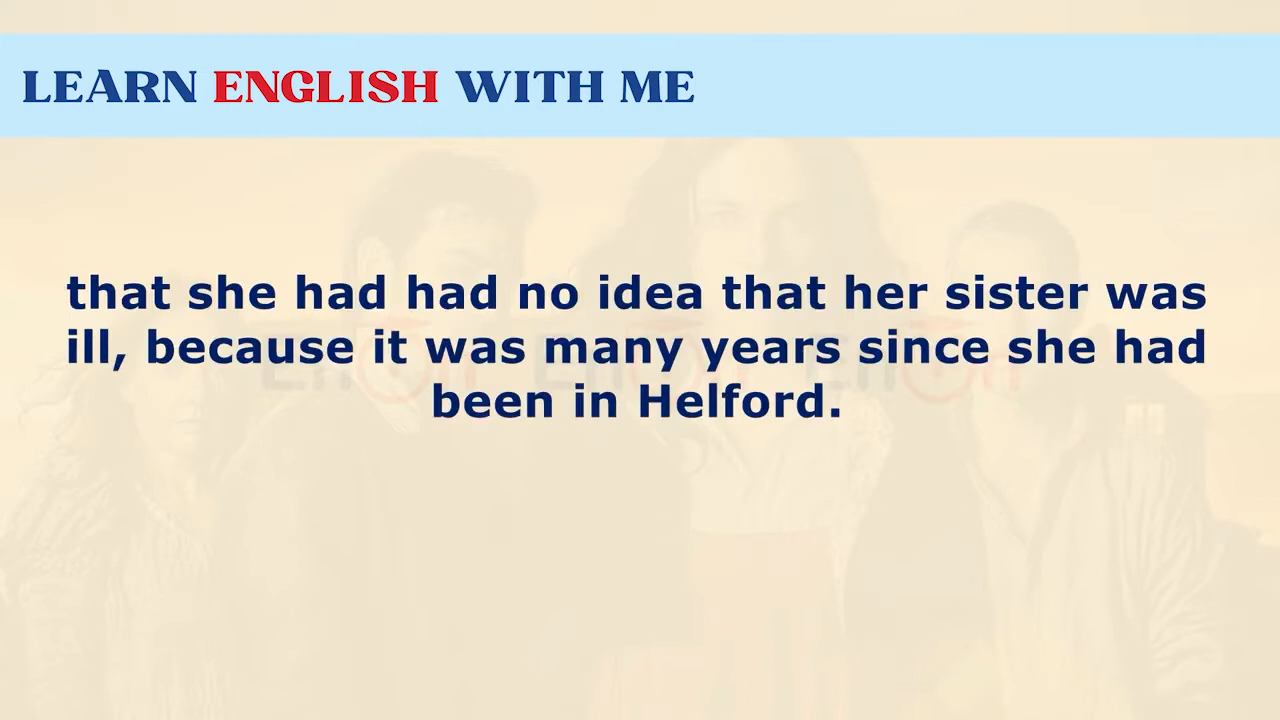 LEARN ENGLISH WITH ME
that she had had no idea that her sister was
ill, because it was many years since she had
been in Helford.